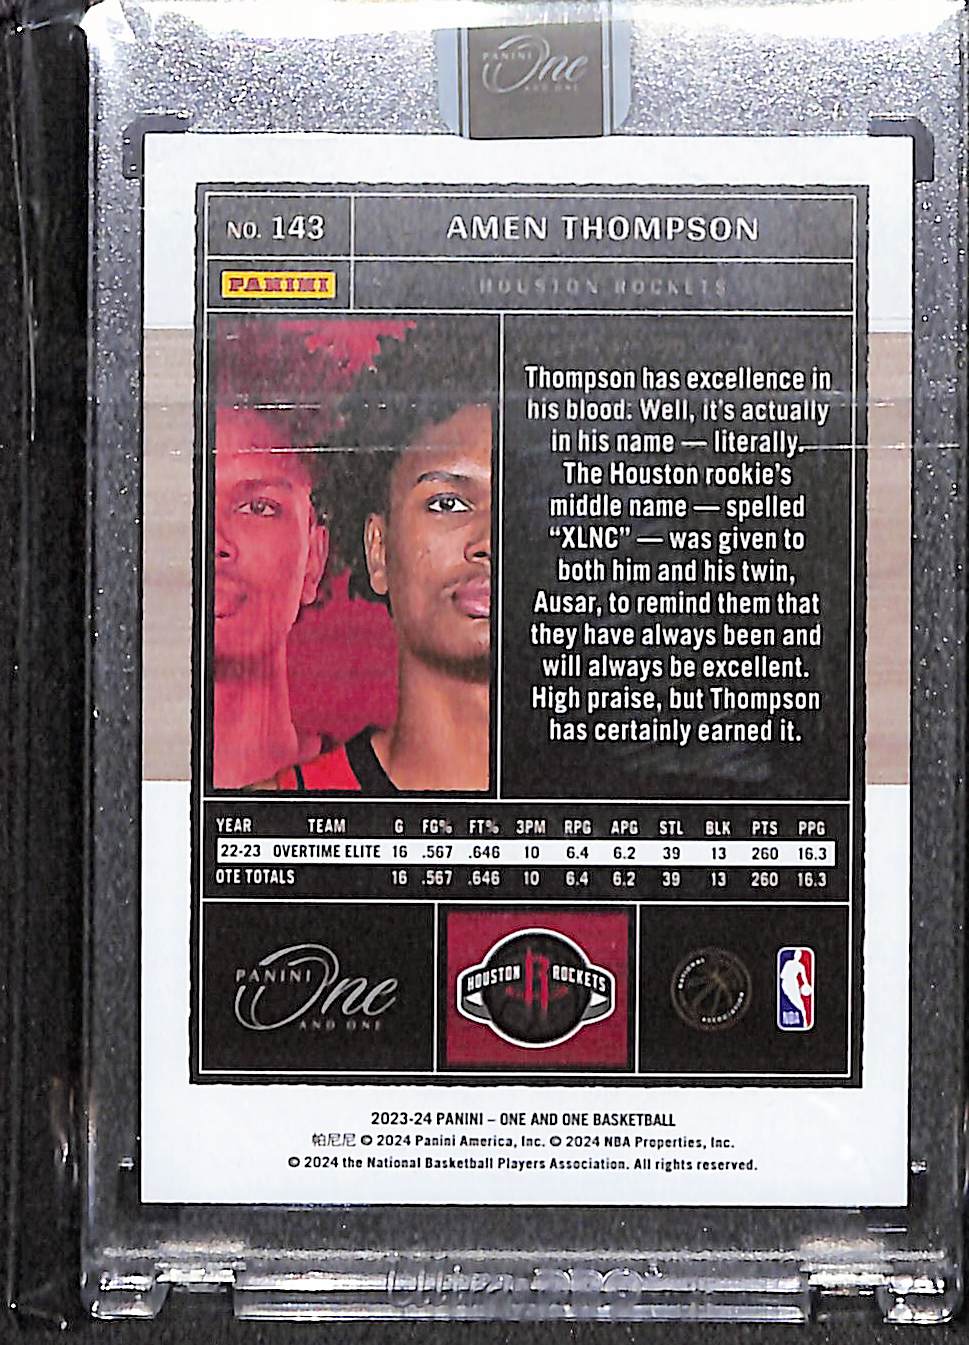 PANINI One
AND ONE
NO. 143
AMEN THOMPSON
PANINI
HOUSTON ROCKETS
Thompson has excellence in
his blood. Well, it's actually
in his name — literally.
The Houston rookie's
middle name — spelled
“XLNC” — was given to
both him and his twin,
Ausar, to remind them that
they have always been and
will always be excellent.
High praise, but Thompson
has certainly earned it.
YEAR TEAM G FG% FT% 3PM RPG APG STL BLK PTS PPG
22-23 OVERTIME ELITE 16 .567 .646 10 6.4 6.2 39 13 260 16.3
OTE TOTALS 16 .567 .646 10 6.4 6.2 39 13 260 16.3
PANINI One
AND ONE
HOUSTON R ROCKETS
NATIONAL
ASSOCIATION
NBA
2023-24 PANINI – ONE AND ONE BASKETBALL
帕尼尼 © 2024 Panini America, Inc. © 2024 NBA Properties, Inc.
© 2024 the National Basketball Players Association. All rights reserved.